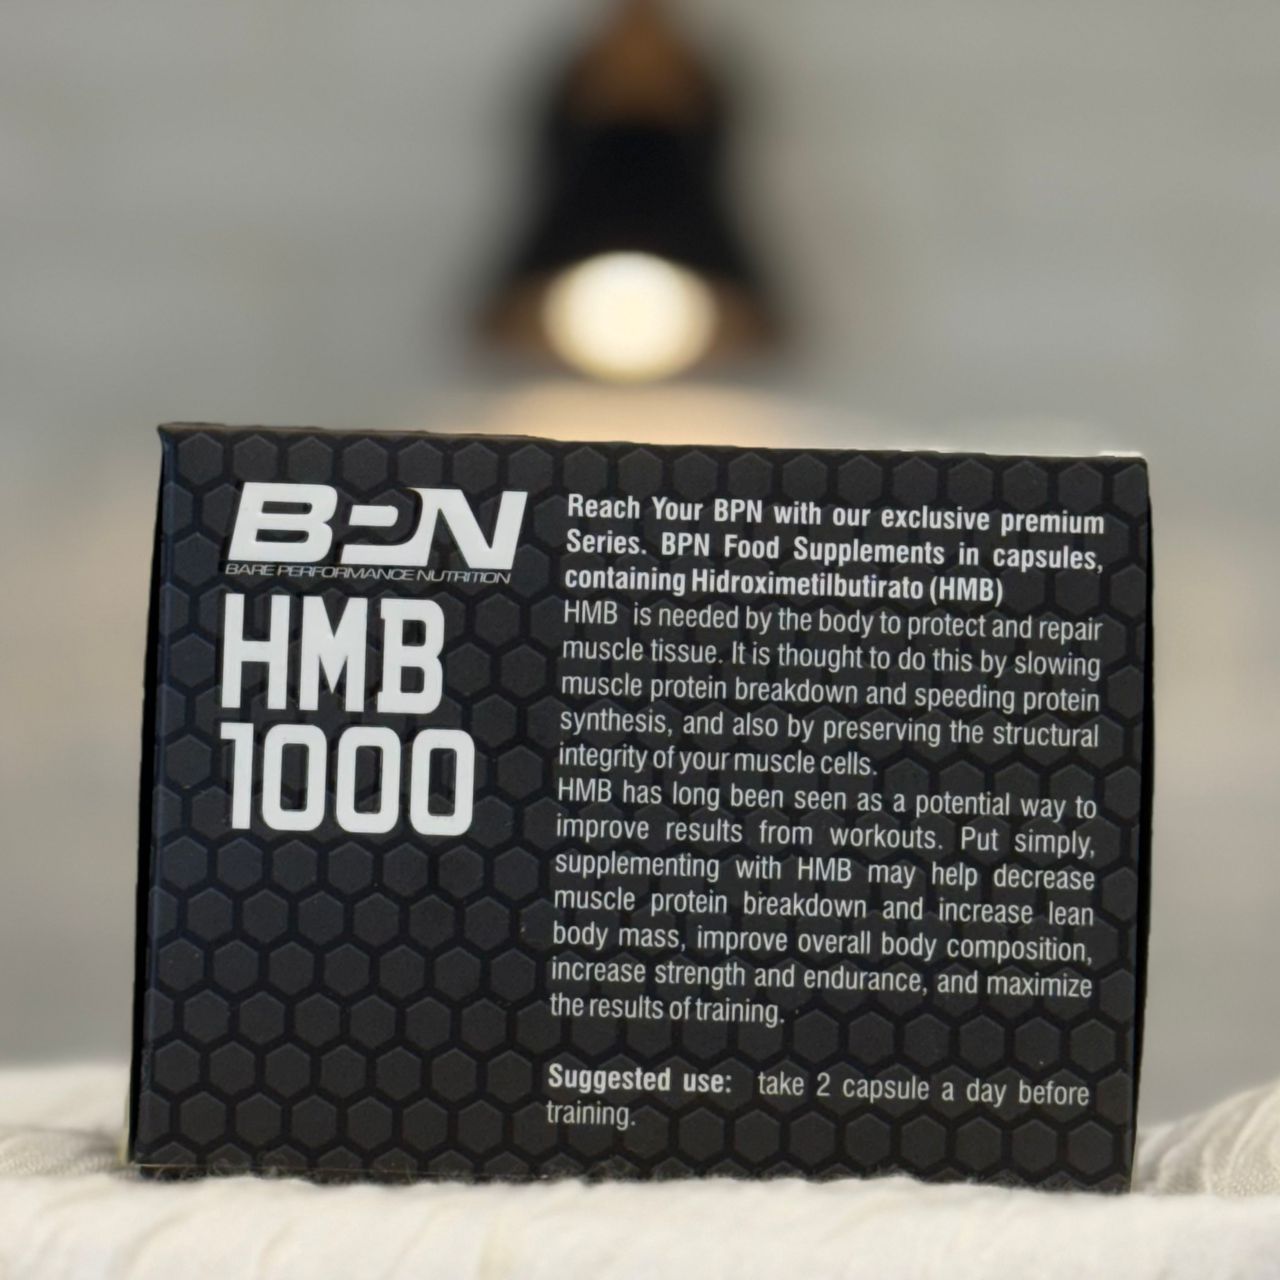 BPN
BARE PERFORMANCE NUTRITION
HMB
1000
Reach Your BPN with our exclusive premium
Series. BPN Food Supplements in capsules,
containing Hidroximetilbutirato (HMB)
HMB is needed by the body to protect and repair
muscle tissue. It is thought to do this by slowing
muscle protein breakdown and speeding protein
synthesis, and also by preserving the structural
integrity of your muscle cells.
HMB has long been seen as a potential way to
improve results from workouts. Put simply,
supplementing with HMB may help decrease
muscle protein breakdown and increase lean
body mass, improve overall body composition,
increase strength and endurance, and maximize
the results of training.
Suggested use: take 2 capsule a day before
training.